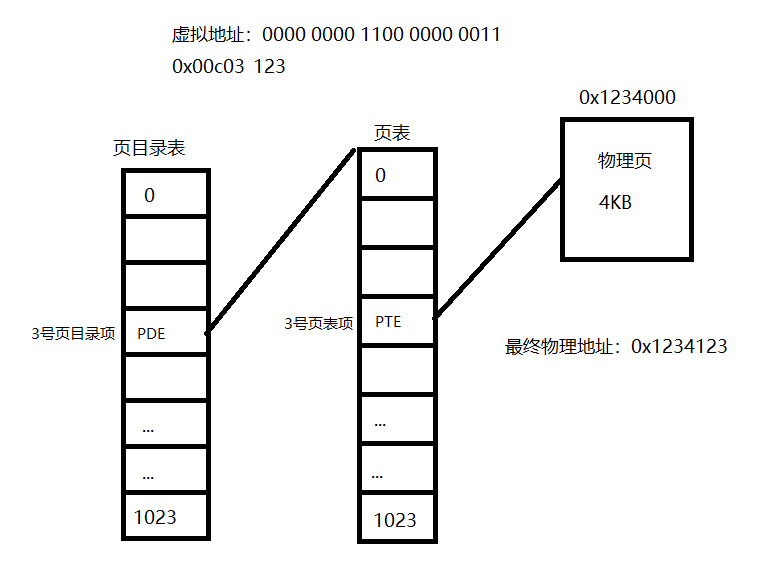 虚拟地址：0000 0000 1100 0000 0011
0x00c03 123
0x1234000
页目录表
页表
0
0
物理页
4KB
3号页目录项
PDE
3号页表项
PTE
最终物理地址：0x1234123
...
...
...
...
1023
1023